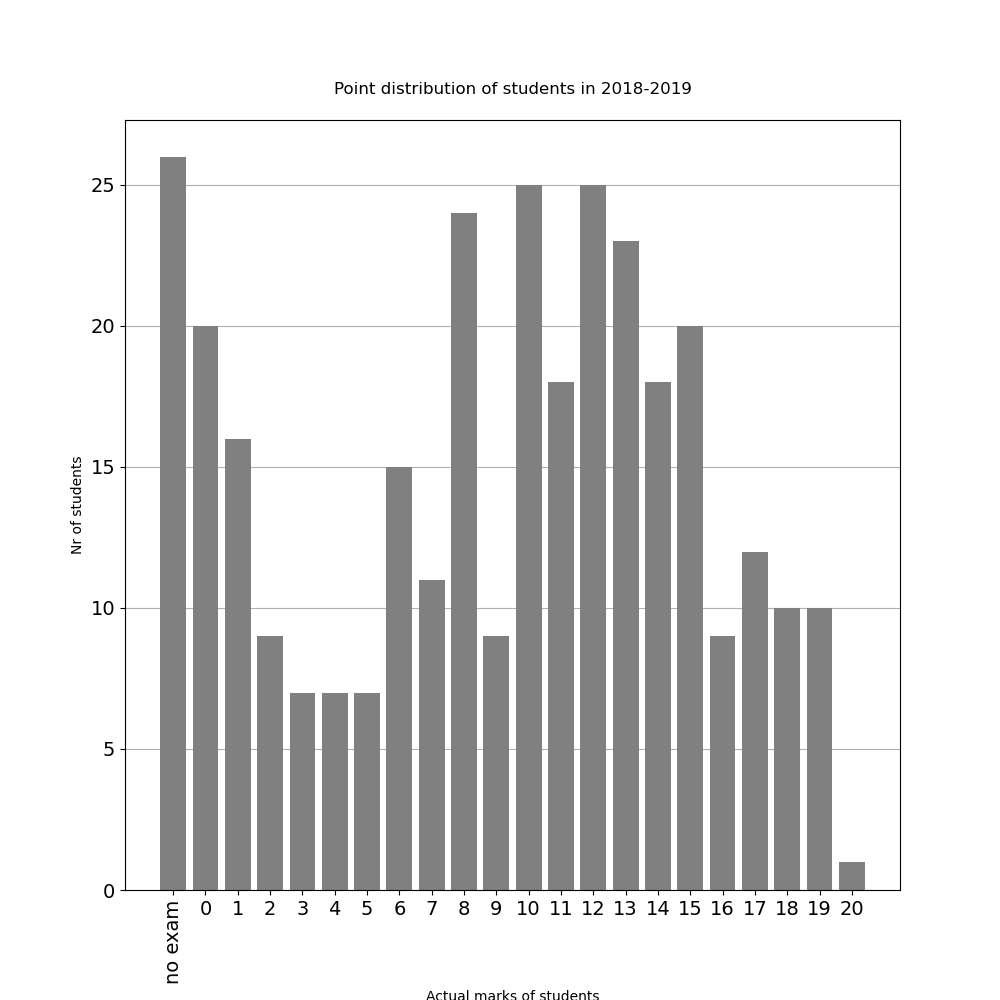 Point distribution of students in 2018-2019
Nr of students
25
20
15
10
5
0
no exam 0 1 2 3 4 5 6 7 8 9 10 11 12 13 14 15 16 17 18 19 20
Actual marks of students